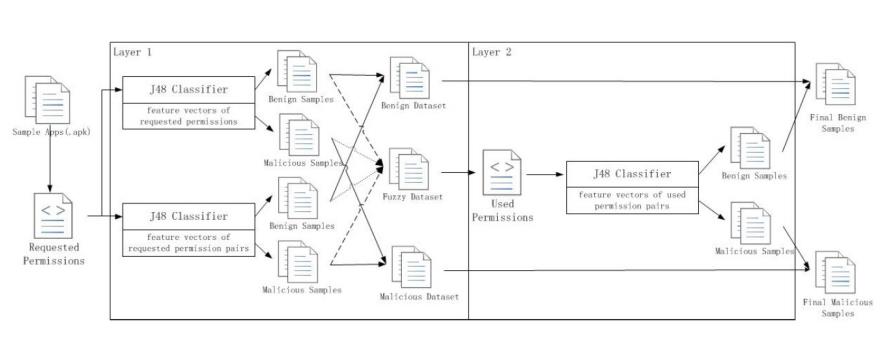 Layer 1
Layer 2
Sample Apps(.apk)
<>
Requested
Permissions
J48 Classifier
feature vectors of
requested permissions
J48 Classifier
feature vectors of
requested permission pairs
Benign Samples
Malicious Samples
Benign Samples
Malicious Samples
Benign Dataset
Fuzzy Dataset
Malicious Dataset
<>
Used
Permissions
J48 Classifier
feature vectors of used
permission pairs
Benign Samples
Malicious Samples
Final Benign
Samples
Final Malicious
Samples